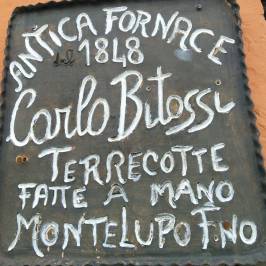 ANTICA FORNACE
1848
Carlo Bitossi
TERRECOTTE
FATTE A MANO
MONTELUPO F.NO